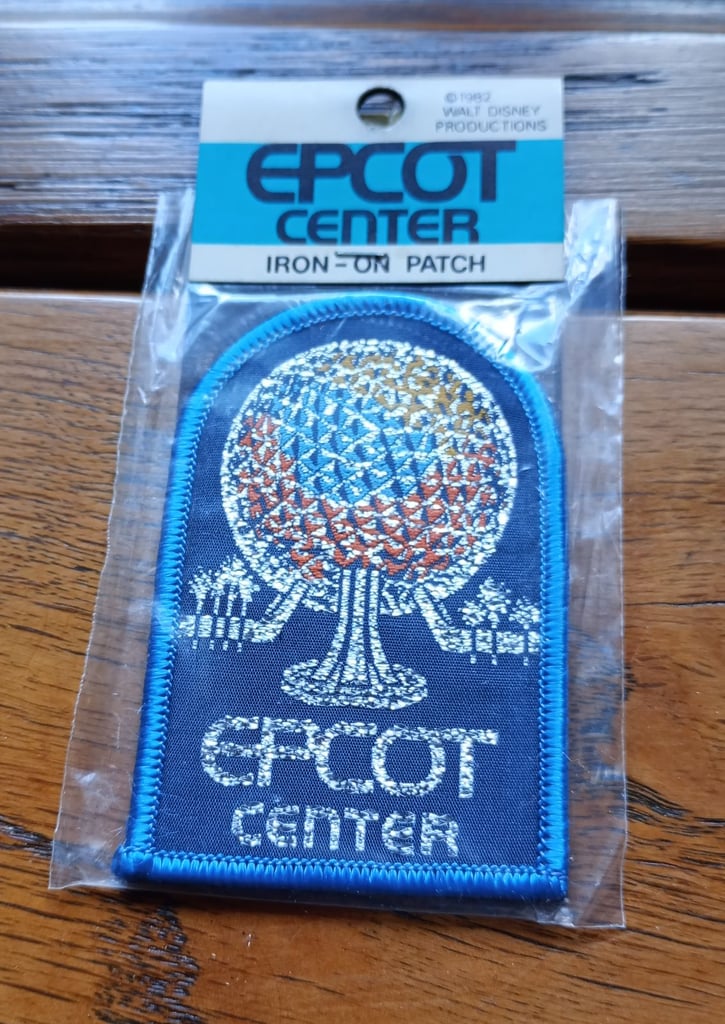 ©1982
WALT DISNEY
PRODUCTIONS
EPCOT
CENTER
IRON-ON PATCH
EPCOT
CENTER